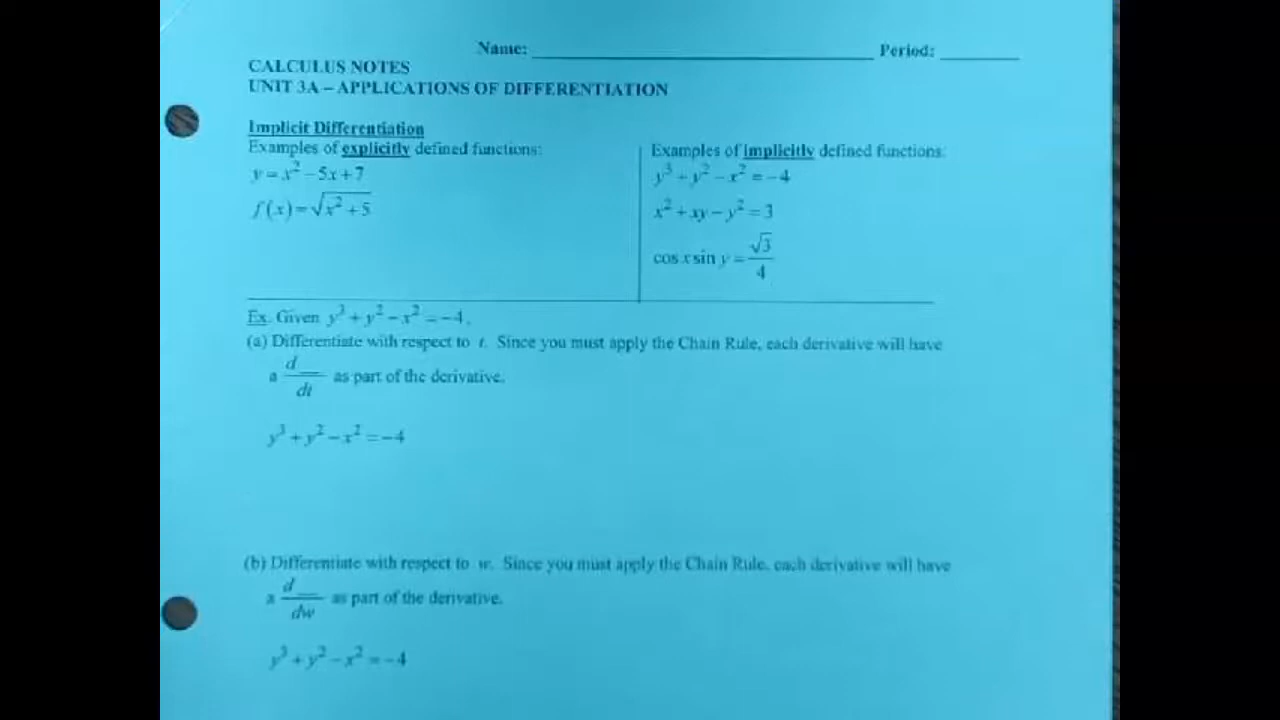 Name: ____ Period: ____
CALCULUS NOTES
UNIT 3A – APPLICATIONS OF DIFFERENTIATION
Implicit Differentiation
Examples of explicitly defined functions:
y = x² – 5x + 7
f(x) = √(x² + 5)
Examples of implicitly defined functions:
y³ + y² – x² = –4
x² + xy – y² = 3
cos x sin y = √3/4
Ex. Given y³ + y² – x² = –4.
(a) Differentiate with respect to t. Since you must apply the Chain Rule, each derivative will have
a d__/dt as part of the derivative.
y³ + y² – x² = –4
(b) Differentiate with respect to w. Since you must apply the Chain Rule, each derivative will have
a d__/dw as part of the derivative.
y³ + y² – x² = –4